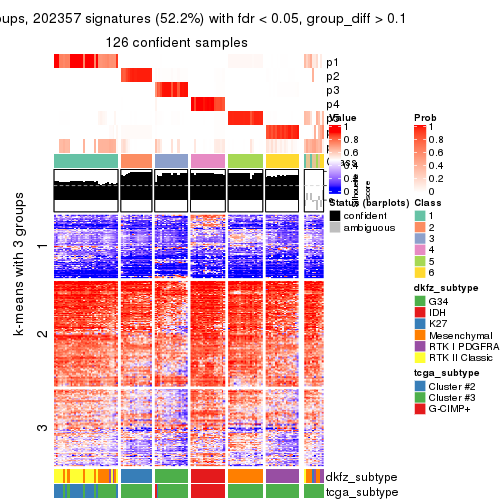 oups, 202357 signatures (52.2%) with fdr < 0.05, group_diff > 0.1
126 confident samples
p1
p2
p3
p4
Value
1
0.8
0.6
0.4
0.2
0
Prob
1
0.8
0.6
0.4
0.2
0
score
Status (barplots)
confident
ambiguous
Class
1
2
3
4
5
6
dkfz_subtype
G34
IDH
K27
Mesenchymal
RTK I PDGFRA
RTK II Classic
tcga_subtype
Cluster #2
Cluster #3
G-CIMP+
k-means with 3 groups
1
2
3
dkfz_subtype
tcga_subtype